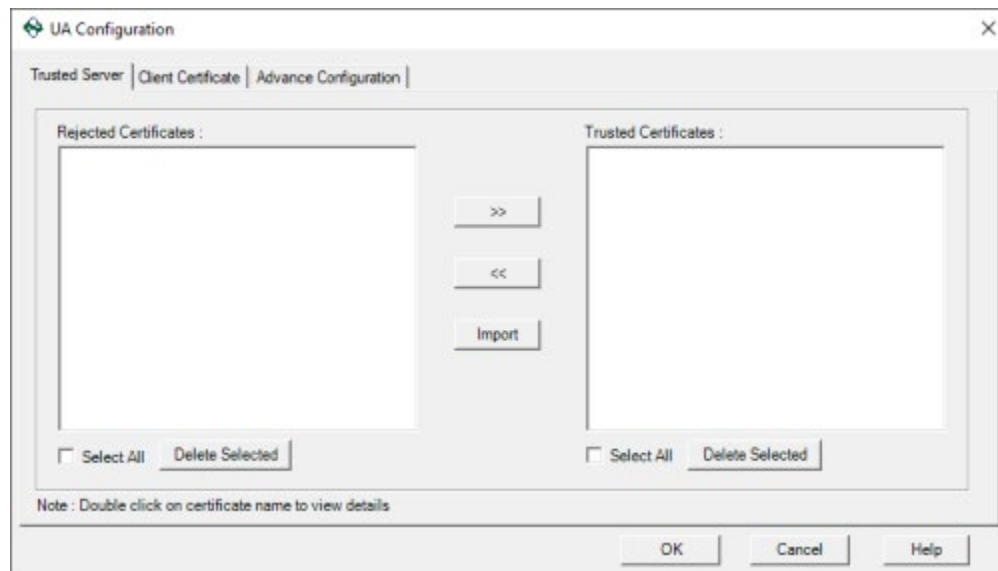 UA Configuration
Trusted Server
Client Certificate
Advance Configuration
Rejected Certificates :
Trusted Certificates :
>>
<<
Import
Select All
Delete Selected
Select All
Delete Selected
Note : Double click on certificate name to view details
OK
Cancel
Help